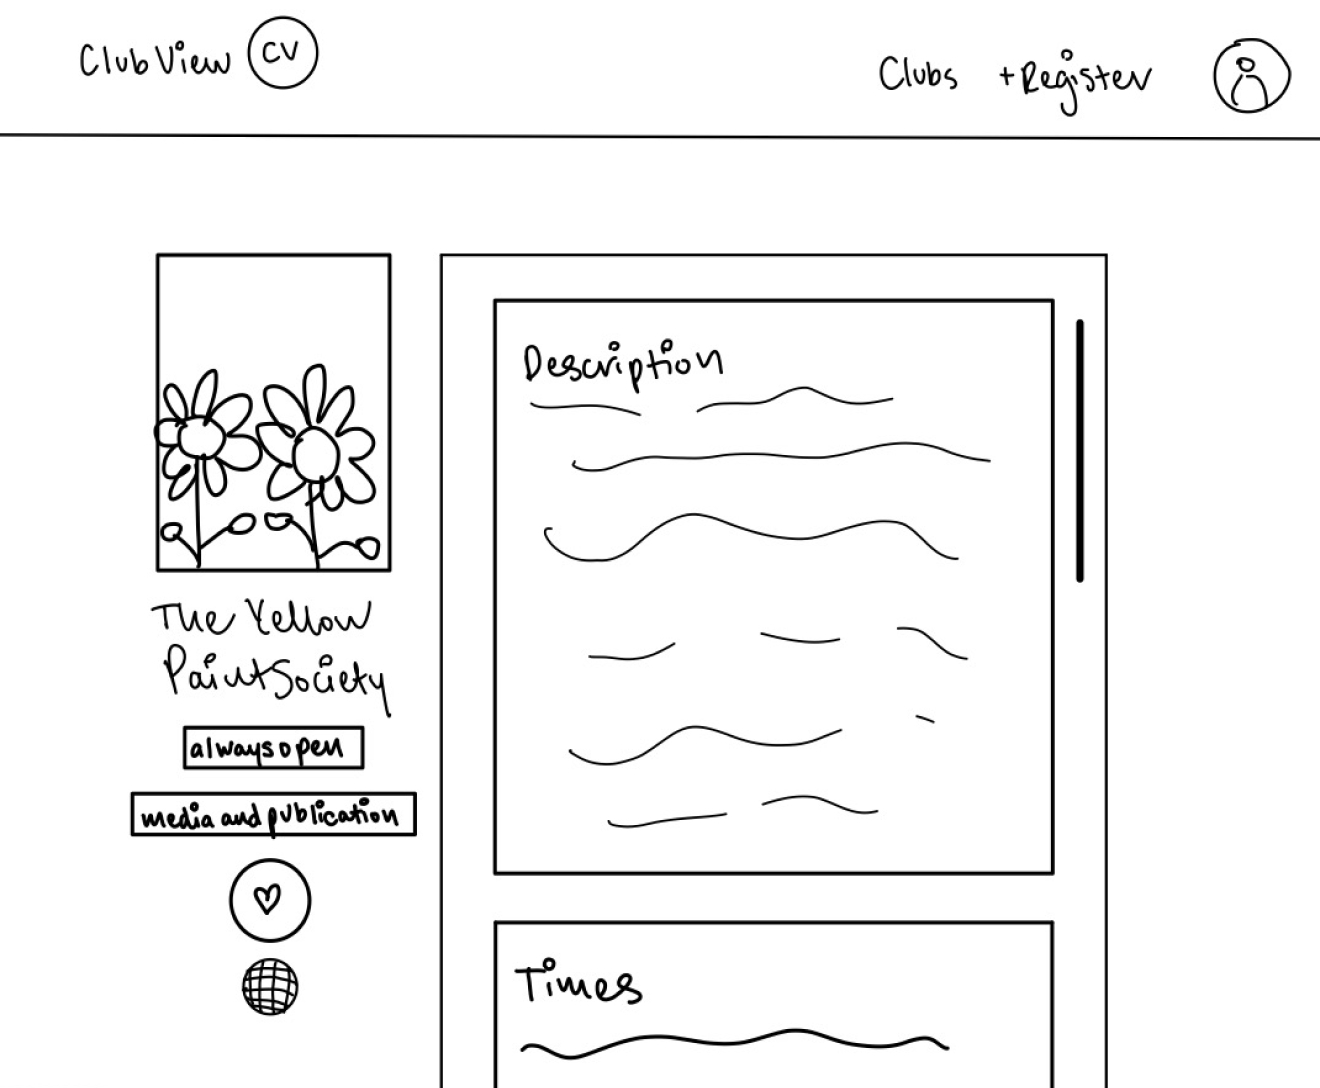 Club View CV
Clubs +Register
The Yellow
Paint Society
always open
media and publication
Description
Times